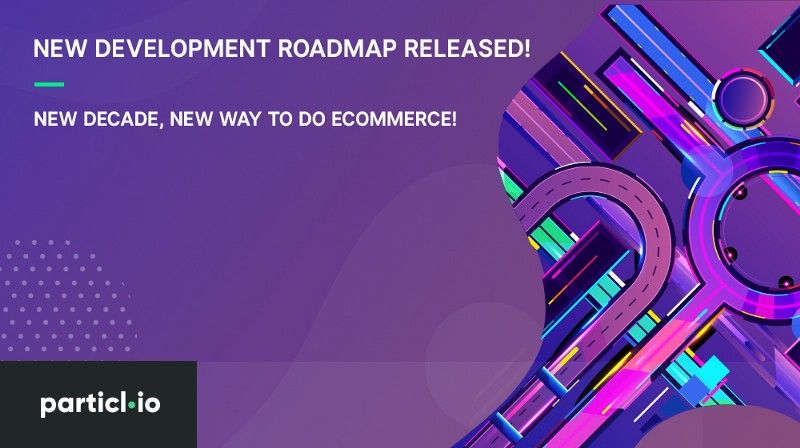 NEW DEVELOPMENT ROADMAP RELEASED!
NEW DECADE, NEW WAY TO DO ECOMMERCE!
particl.io